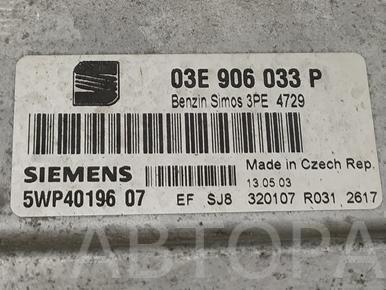 03E 906 033 P
Benzin Simos 3PE 4729
SIEMENS
Made in Czech Rep.
13.05.03
5WP40196 07 EF SJ8 320107 R031 2617
АВТОРА